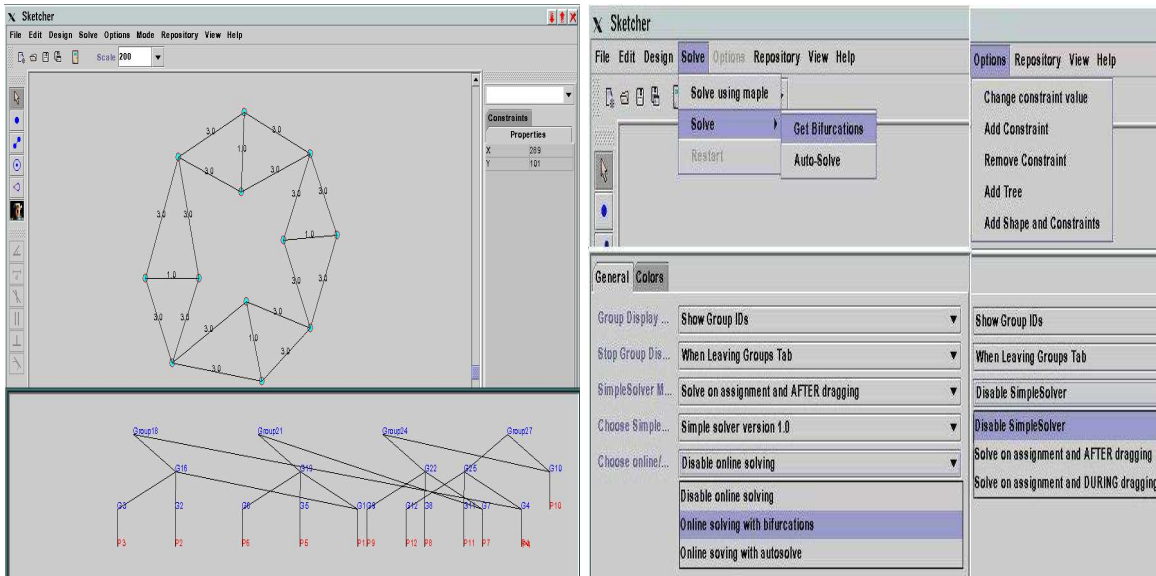 X Sketcher
File Edit Design Solve Options Mode Repository View Help
Scale 200
3.0 3.0
1.0
3.0 3.0
3.0 3.0
3.0 3.0
1.0
1.0
3.0 3.0
3.0 3.0
3.0 3.0
1.0
3.0 3.0
Constraints
Properties
X 289
Y 101
Group18 Group21 Group24 Group27
G16 G19 G22 G25 G10
G3 G2 G6 G5 G1 G9 G12 G8 G11 G7 G4 P10
P3 P2 P6 P5 P1 P9 P12 P8 P11 P7
X Sketcher
File Edit Design Solve Options Repository View Help
Solve using maple
Solve Get Bifurcations
Restart Auto-Solve
Options Repository View Help
Change constraint value
Add Constraint
Remove Constraint
Add Tree
Add Shape and Constraints
General Colors
Group Display ... Show Group IDs
Stop Group Dis... When Leaving Groups Tab
SimpleSolver M... Solve on assignment and AFTER dragging
Choose Simple... Simple solver version 1.0
Choose online/... Disable online solving
Disable online solving
Online solving with bifurcations
Online soving with autosolve
Show Group IDs
When Leaving Groups Tab
Disable SimpleSolver
Disable SimpleSolver
Solve on assignment and AFTER dragging
Solve on assignment and DURING dragging